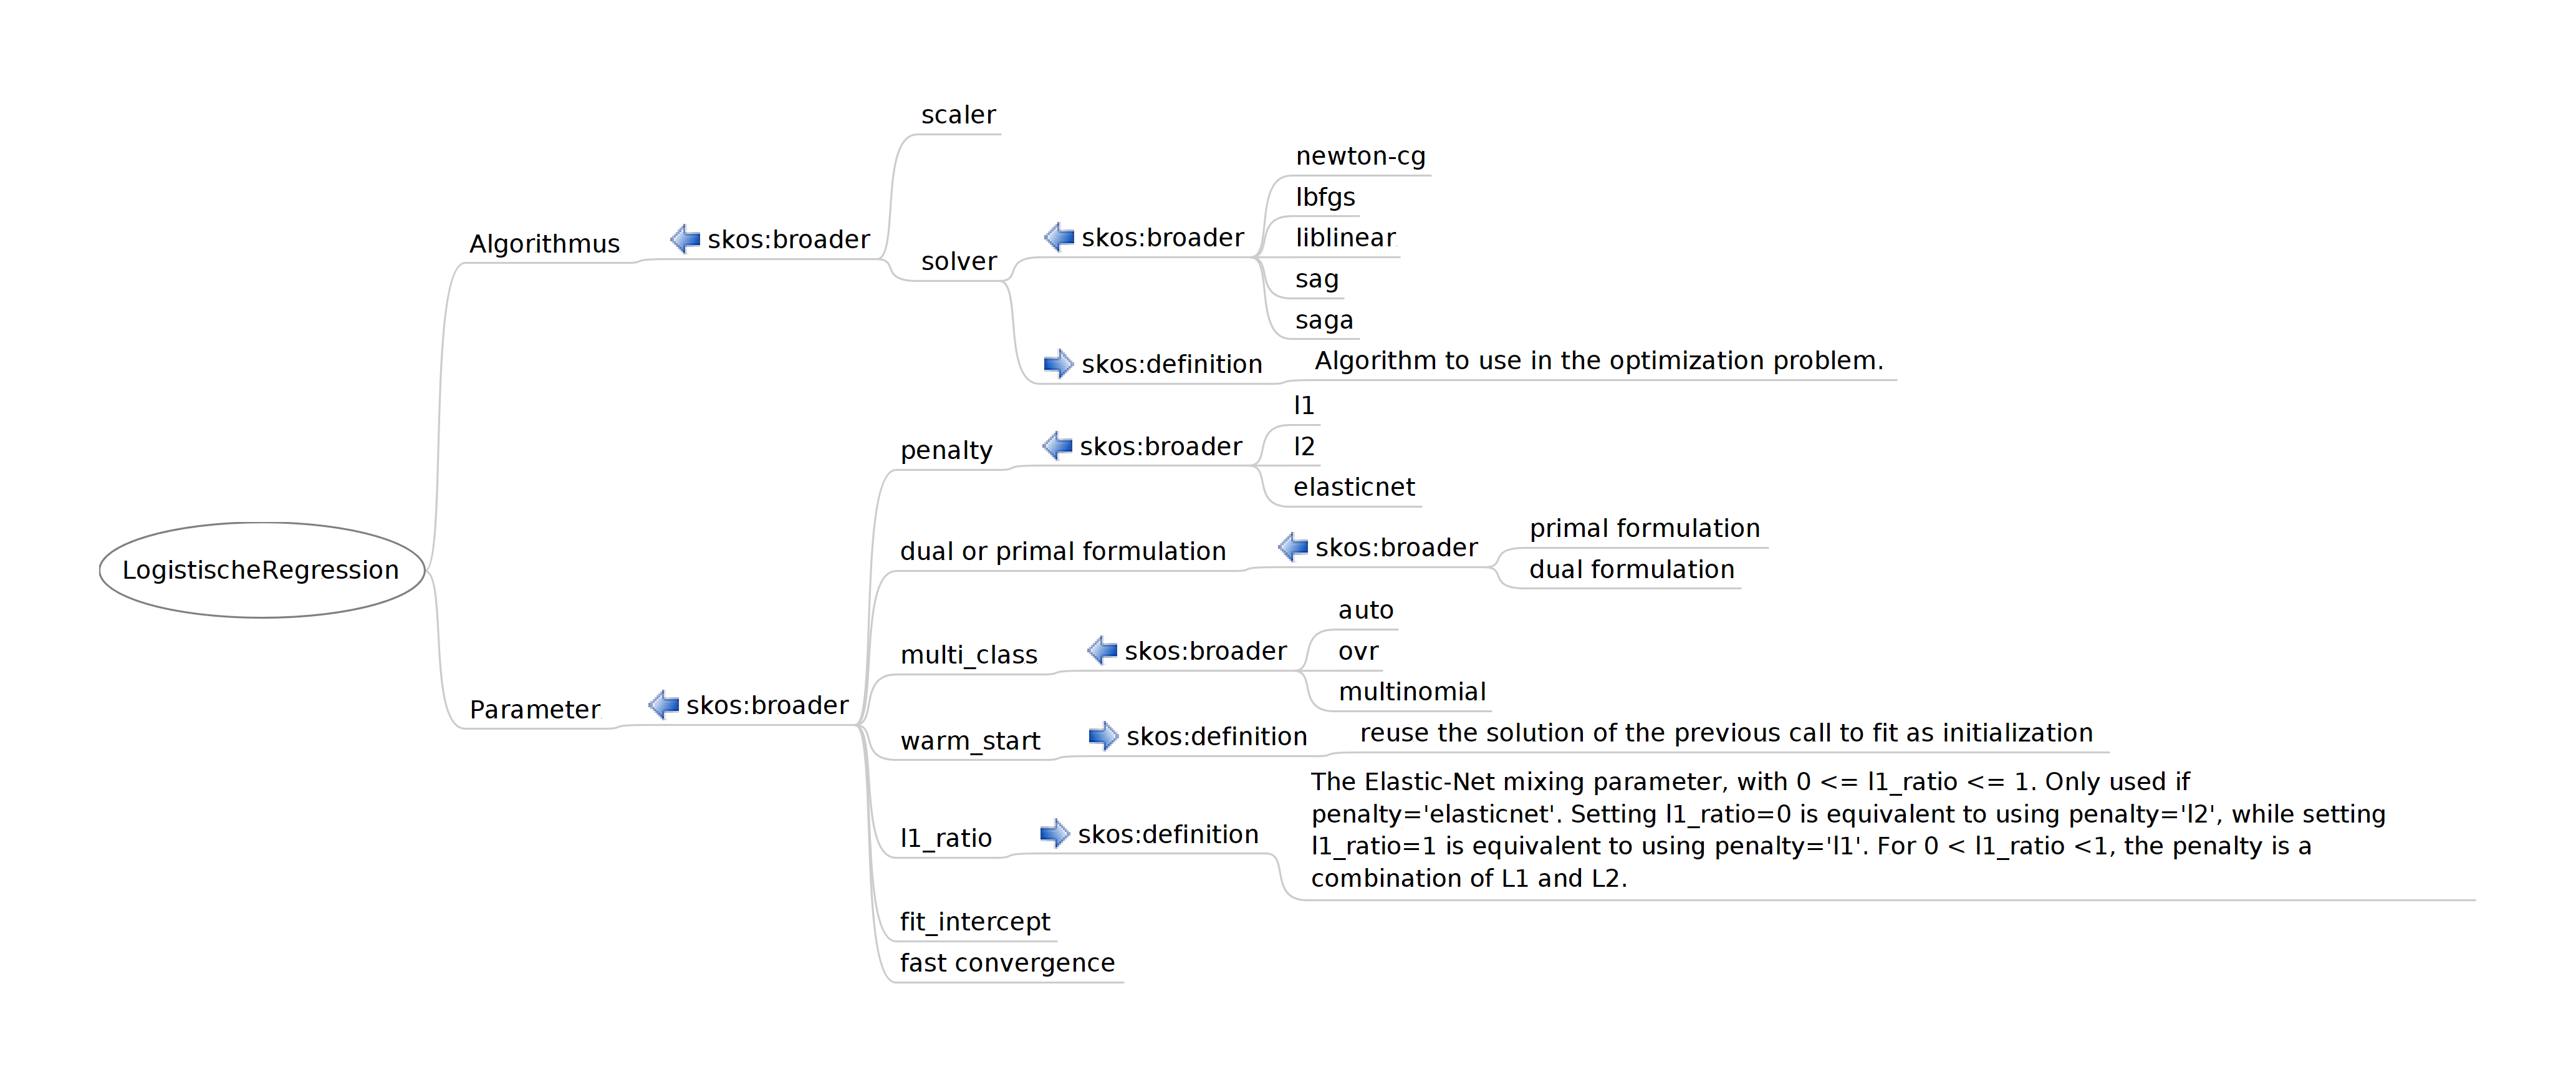 LogistischeRegression
Algorithmus
skos:broader
scaler
solver
skos:broader
newton-cg
lbfgs
liblinear
sag
saga
skos:definition
Algorithm to use in the optimization problem.
Parameter
skos:broader
penalty
skos:broader
l1
l2
elasticnet
dual or primal formulation
skos:broader
primal formulation
dual formulation
multi_class
skos:broader
auto
ovr
multinomial
warm_start
skos:definition
reuse the solution of the previous call to fit as initialization
l1_ratio
skos:definition
The Elastic-Net mixing parameter, with 0 <= l1_ratio <= 1. Only used if
penalty='elasticnet'. Setting l1_ratio=0 is equivalent to using penalty='l2', while setting
l1_ratio=1 is equivalent to using penalty='l1'. For 0 < l1_ratio <1, the penalty is a
combination of L1 and L2.
fit_intercept
fast convergence